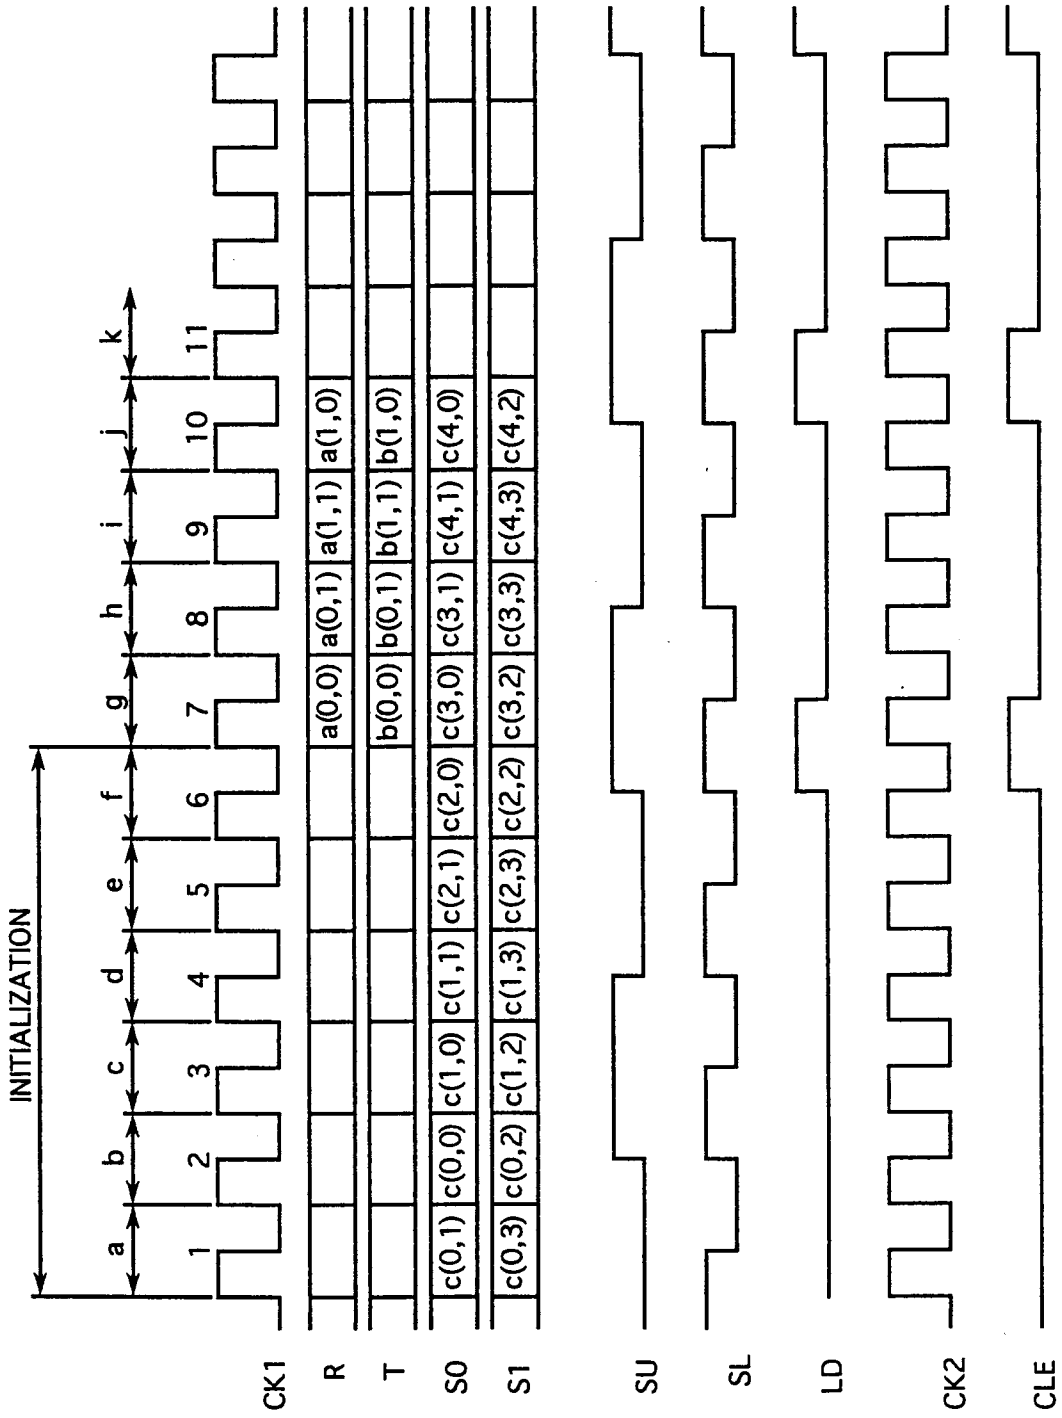 INITIALIZATION
a b c d e f g h i j k
1 2 3 4 5 6 7 8 9 10 11
CK1
R a(0,0) a(0,1) a(1,1) a(1,0)
T b(0,0) b(0,1) b(1,1) b(1,0)
S0 c(0,1) c(0,0) c(1,0) c(1,1) c(2,1) c(2,0) c(3,0) c(3,1) c(4,1) c(4,0)
S1 c(0,3) c(0,2) c(1,2) c(1,3) c(2,3) c(2,2) c(3,2) c(3,3) c(4,3) c(4,2)
SU
SL
LD
CK2
CLE